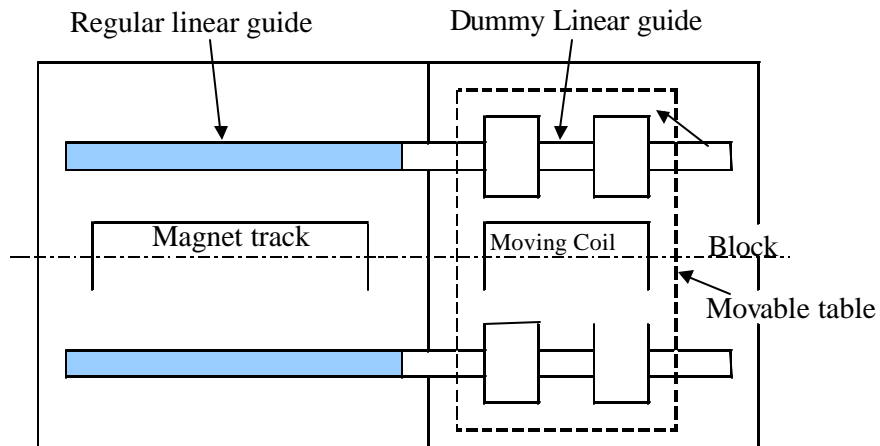 Regular linear guide
Dummy Linear guide
Magnet track
Moving Coil
Block
Movable table